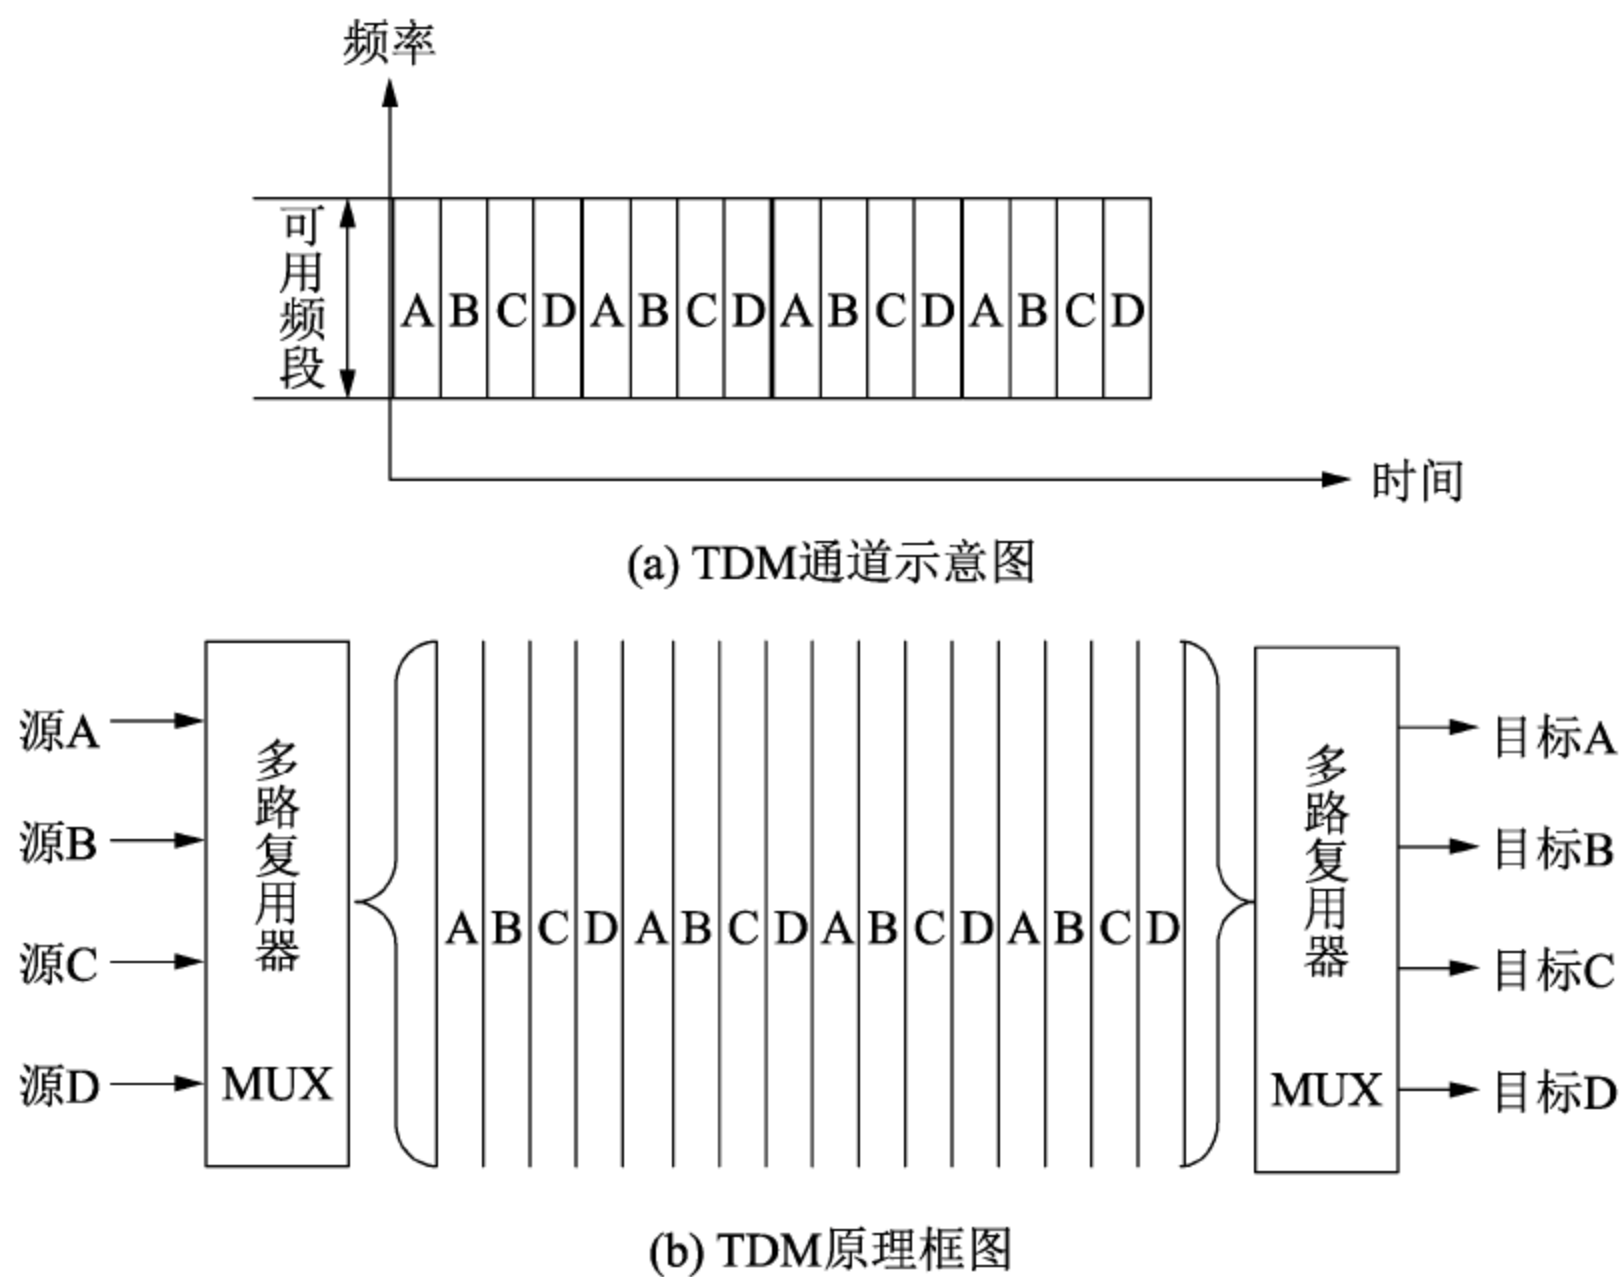 频率
可用频段
A B C D A B C D A B C D A B C D
时间
(a) TDM通道示意图
源A
源B
源C
源D
多路复用器
MUX
A B C D A B C D A B C D A B C D
多路复用器
MUX
目标A
目标B
目标C
目标D
(b) TDM原理框图